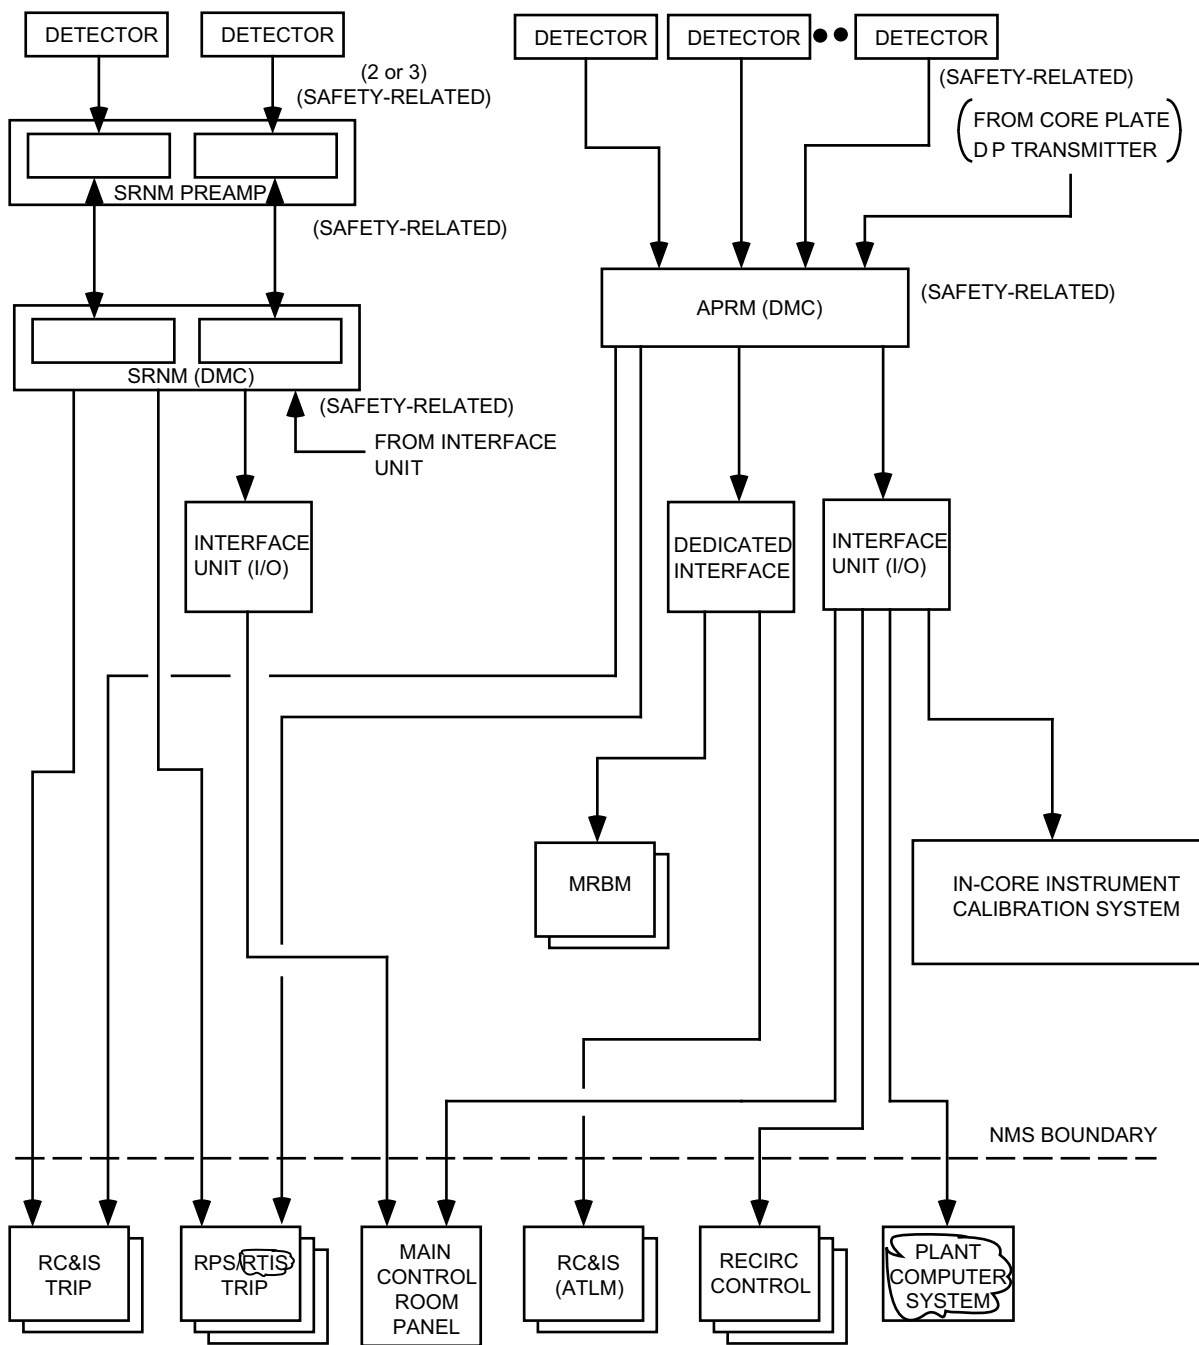 DETECTOR
DETECTOR
DETECTOR
DETECTOR
DETECTOR
(2 or 3)
(SAFETY-RELATED)
(SAFETY-RELATED)
FROM CORE PLATE
D P TRANSMITTER
SRNM PREAMP
(SAFETY-RELATED)
APRM (DMC)
(SAFETY-RELATED)
SRNM (DMC)
(SAFETY-RELATED)
FROM INTERFACE
UNIT
INTERFACE
UNIT (I/O)
DEDICATED
INTERFACE
INTERFACE
UNIT (I/O)
MRBM
IN-CORE INSTRUMENT
CALIBRATION SYSTEM
NMS BOUNDARY
RC&IS
TRIP
RPS/RTIS
TRIP
MAIN
CONTROL
ROOM
PANEL
RC&IS
(ATLM)
RECIRC
CONTROL
PLANT
COMPUTER
SYSTEM